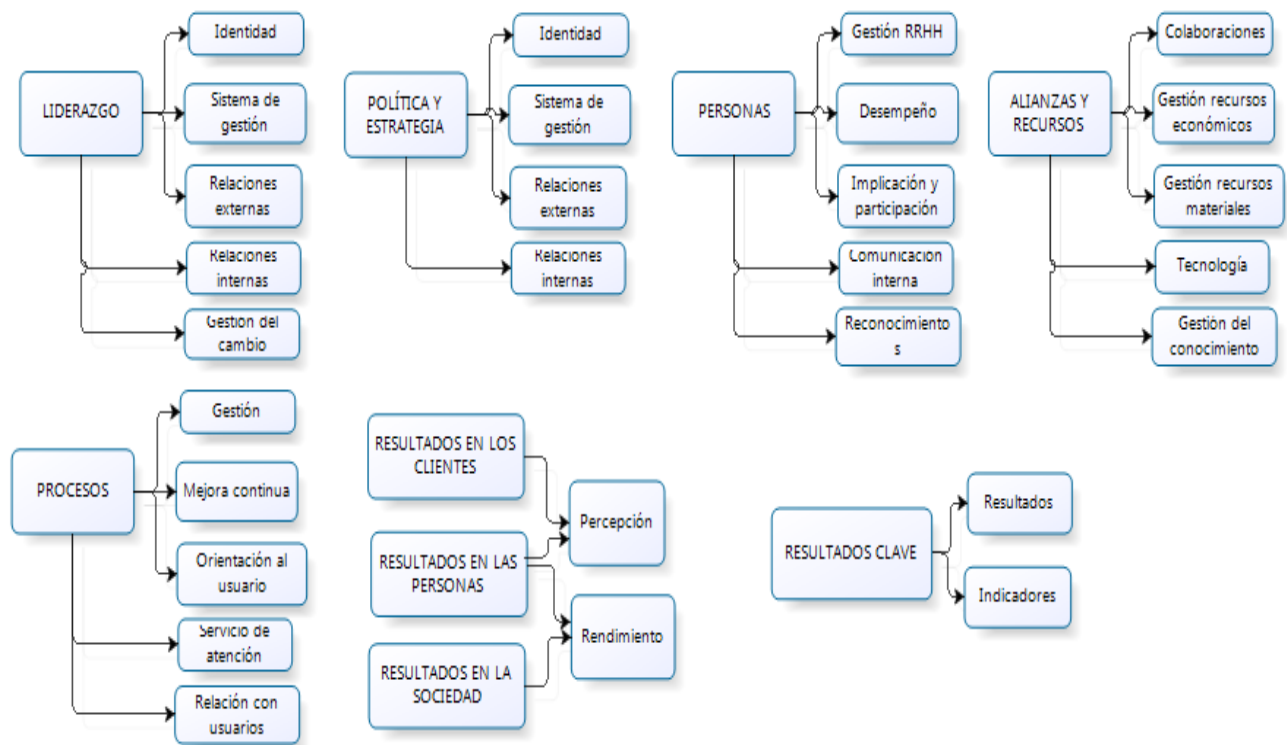 LIDERAZGO
Identidad
Sistema de
gestión
Relaciones
externas
Relaciones
internas
Gestión del
cambio
POLÍTICA Y
ESTRATEGIA
Identidad
Sistema de
gestión
Relaciones
externas
Relaciones
internas
PERSONAS
Gestión RRHH
Desempeño
Implicación y
participación
Comunicación
interna
Reconocimiento
s
ALIANZAS Y
RECURSOS
Colaboraciones
Gestión recursos
económicos
Gestión recursos
materiales
Tecnología
Gestión del
conocimiento
PROCESOS
Gestión
Mejora continua
Orientación al
usuario
Servicio de
atención
Relación con
usuarios
RESULTADOS EN LOS
CLIENTES
RESULTADOS EN LAS
PERSONAS
RESULTADOS EN LA
SOCIEDAD
Percepción
Rendimiento
RESULTADOS CLAVE
Resultados
Indicadores